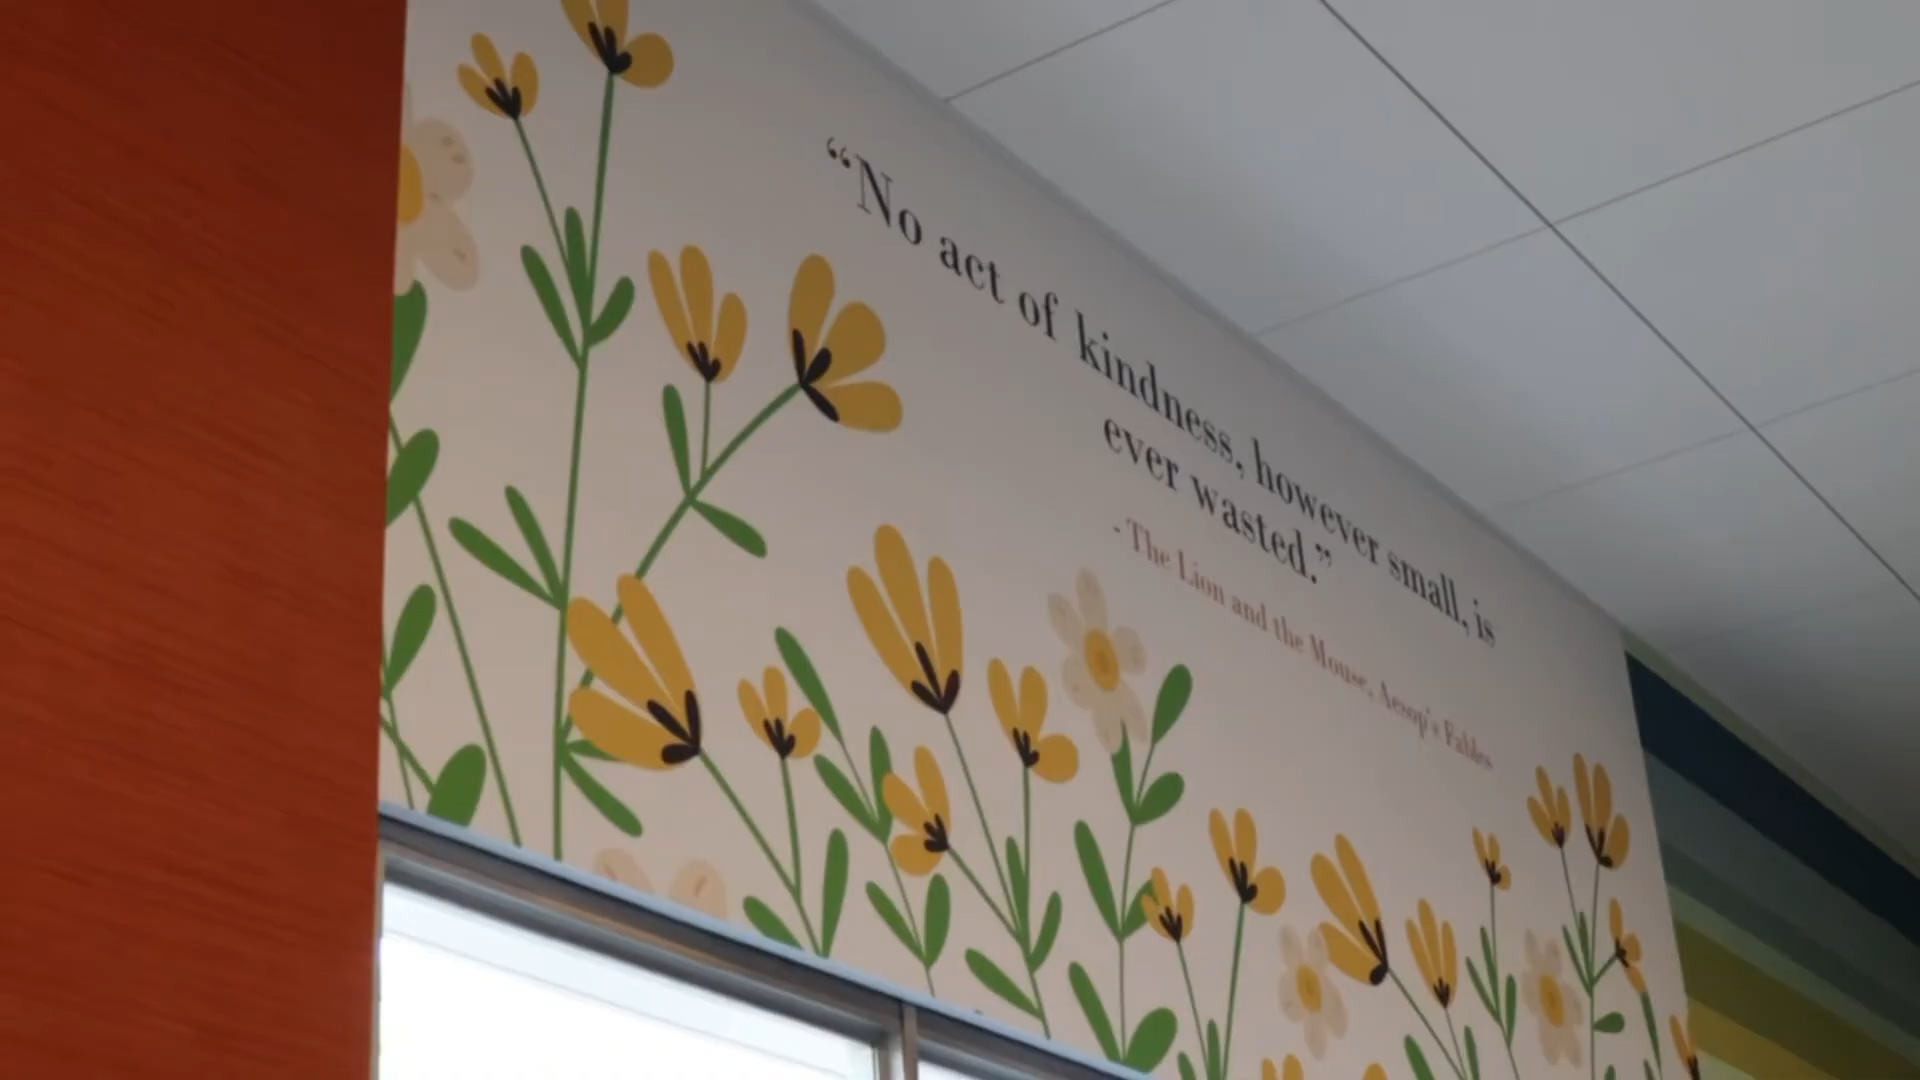 “No act of kindness, however small, is
ever wasted.”
- The Lion and the Mouse, Aesop's Fables